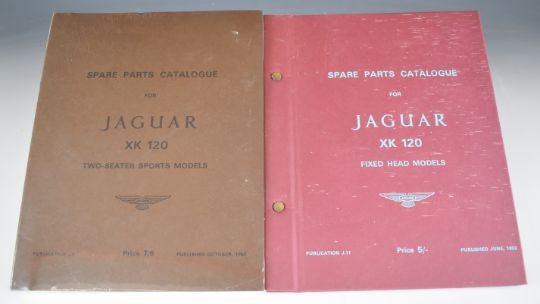 SPARE PARTS CATALOGUE
FOR
JAGUAR
XK 120
TWO-SEATER SPORTS MODELS
PUBLICATION
Price 7/6
PUBLISHED OCTOBER,
SPARE PARTS CATALOGUE
FOR
JAGUAR
XK 120
FIXED HEAD MODELS
PUBLICATION J.11
Price 5/-
PUBLISHED JUNE,